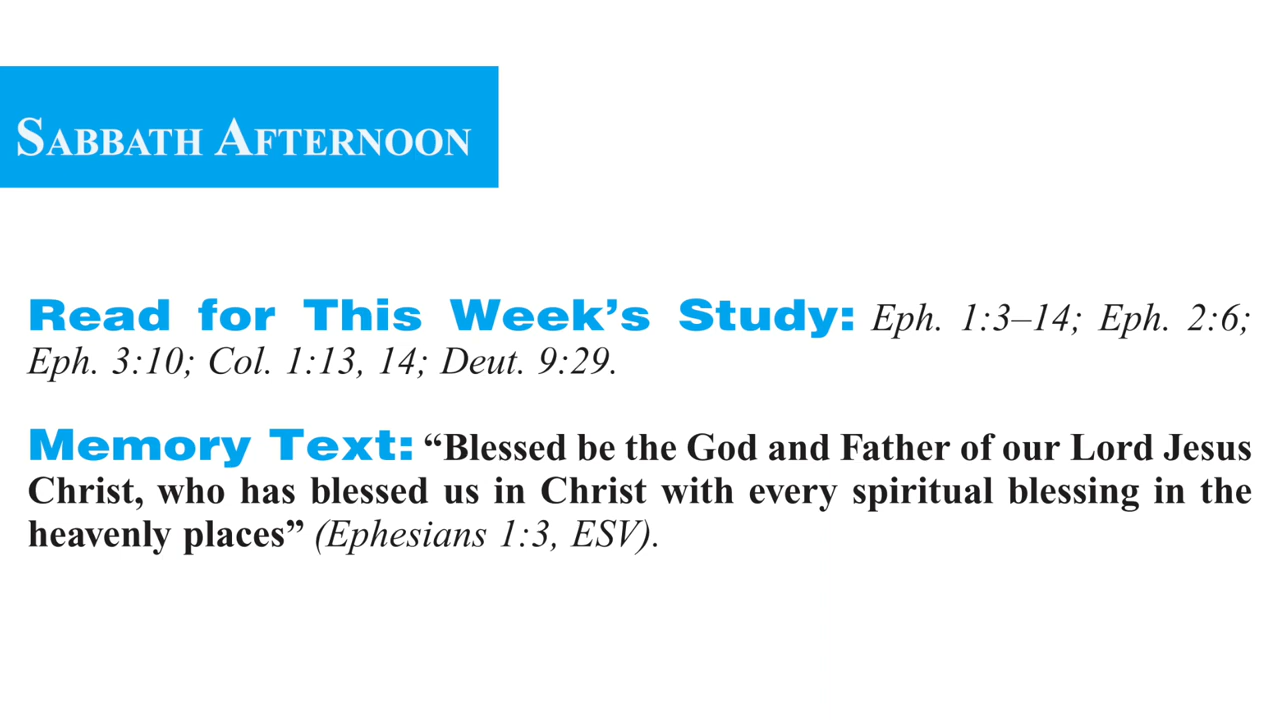 SABBATH AFTERNOON
Read for This Week’s Study: Eph. 1:3–14; Eph. 2:6;
Eph. 3:10; Col. 1:13, 14; Deut. 9:29.
Memory Text: “Blessed be the God and Father of our Lord Jesus
Christ, who has blessed us in Christ with every spiritual blessing in the
heavenly places” (Ephesians 1:3, ESV).